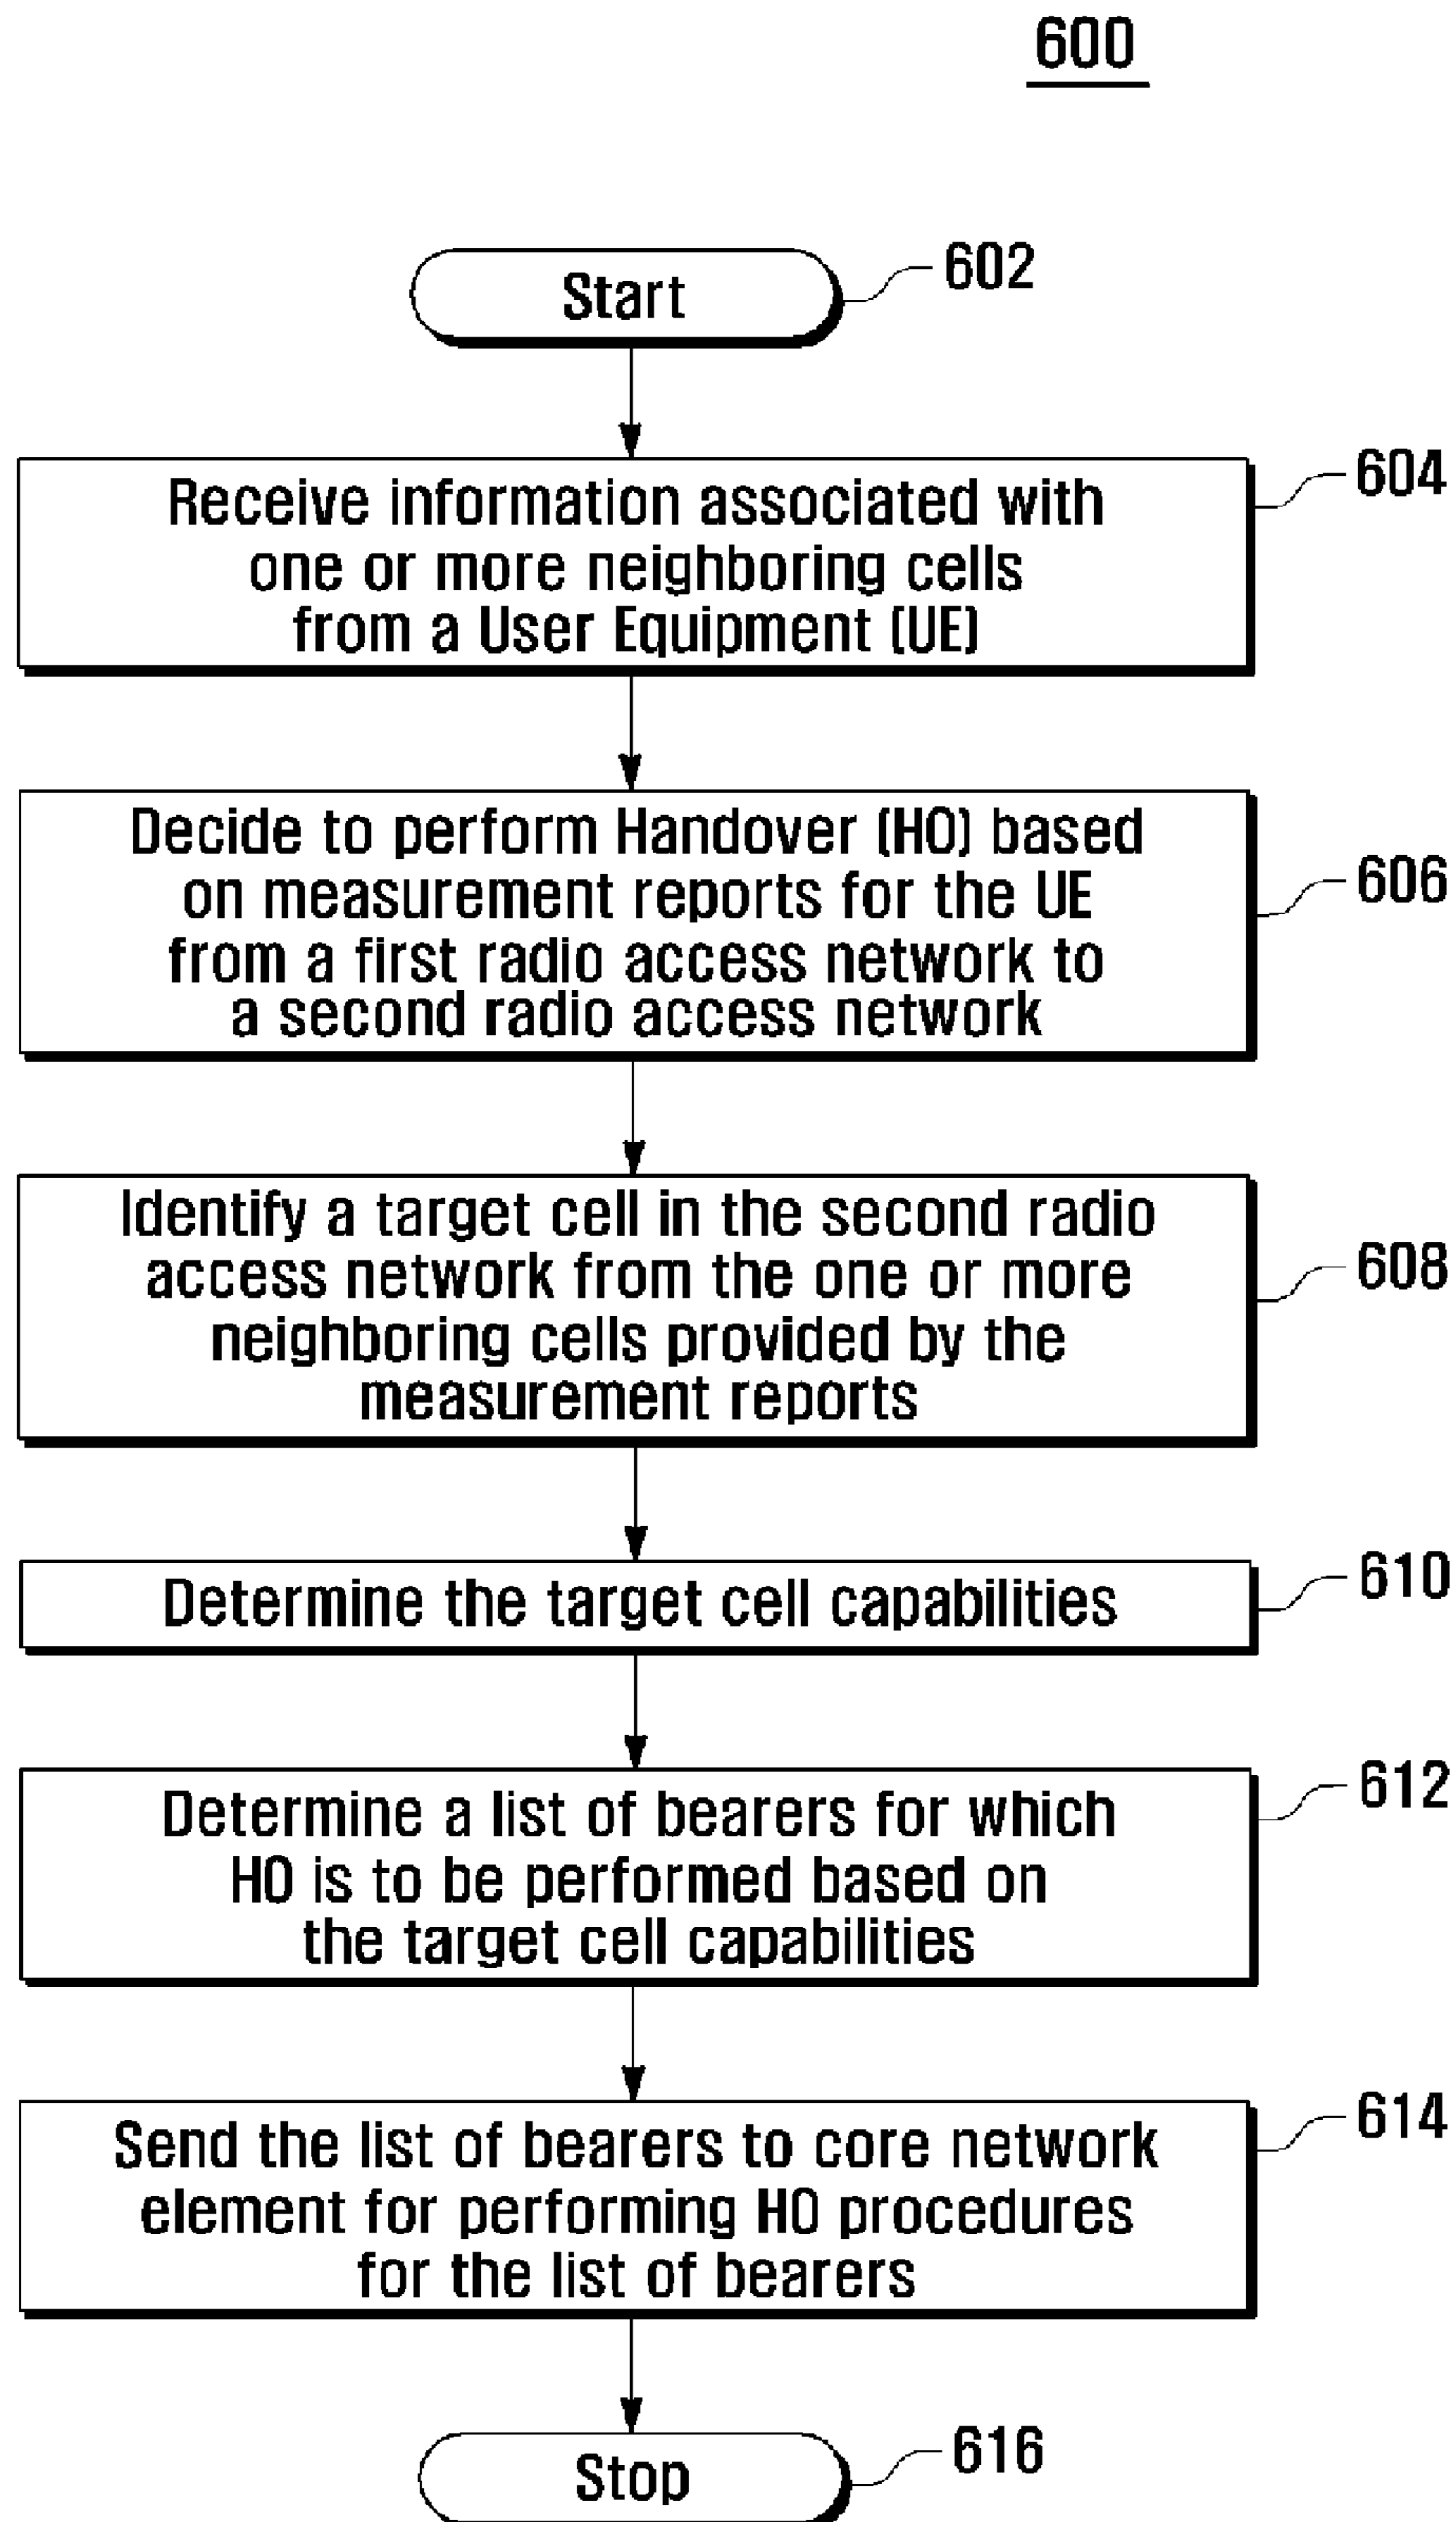 600
Start
602
Receive information associated with
one or more neighboring cells
from a User Equipment (UE)
604
Decide to perform Handover (HO) based
on measurement reports for the UE
from a first radio access network to
a second radio access network
606
Identify a target cell in the second radio
access network from the one or more
neighboring cells provided by the
measurement reports
608
Determine the target cell capabilities
610
Determine a list of bearers for which
HO is to be performed based on
the target cell capabilities
612
Send the list of bearers to core network
element for performing HO procedures
for the list of bearers
614
Stop
616